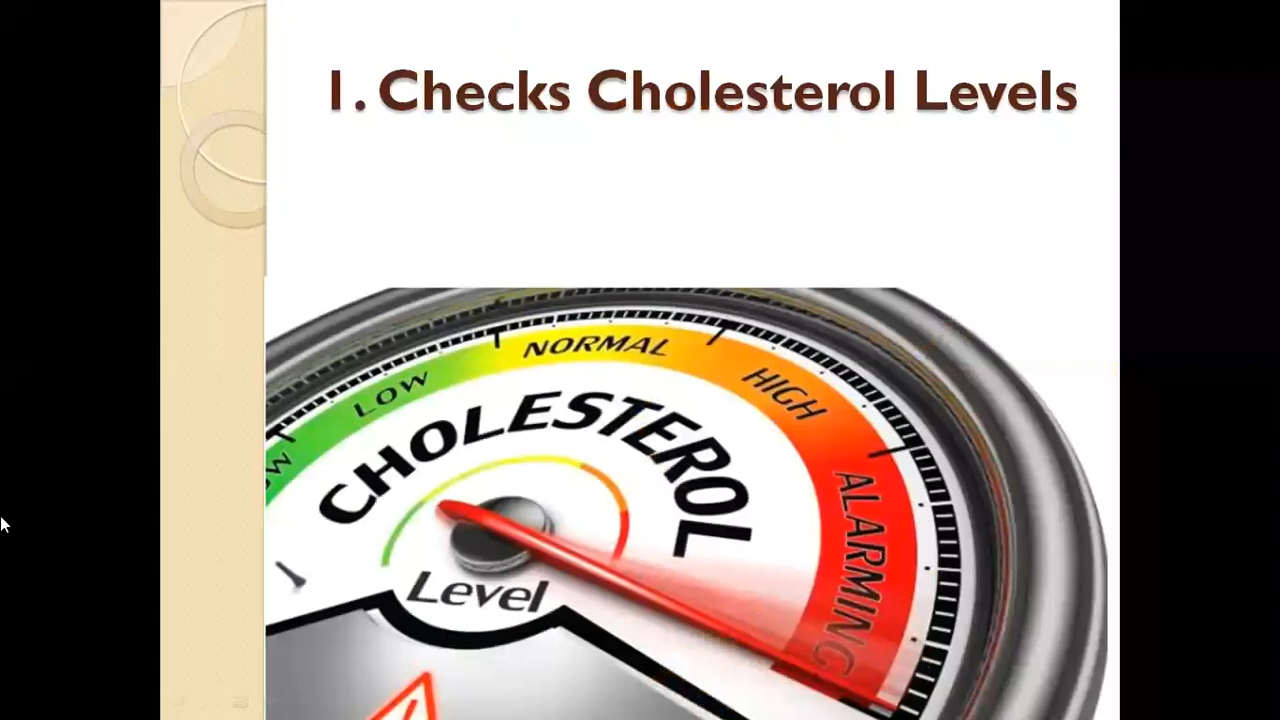 1. Checks Cholesterol Levels
NORMAL
LOW
HIGH
CHOLESTEROL
ALARMING
Level